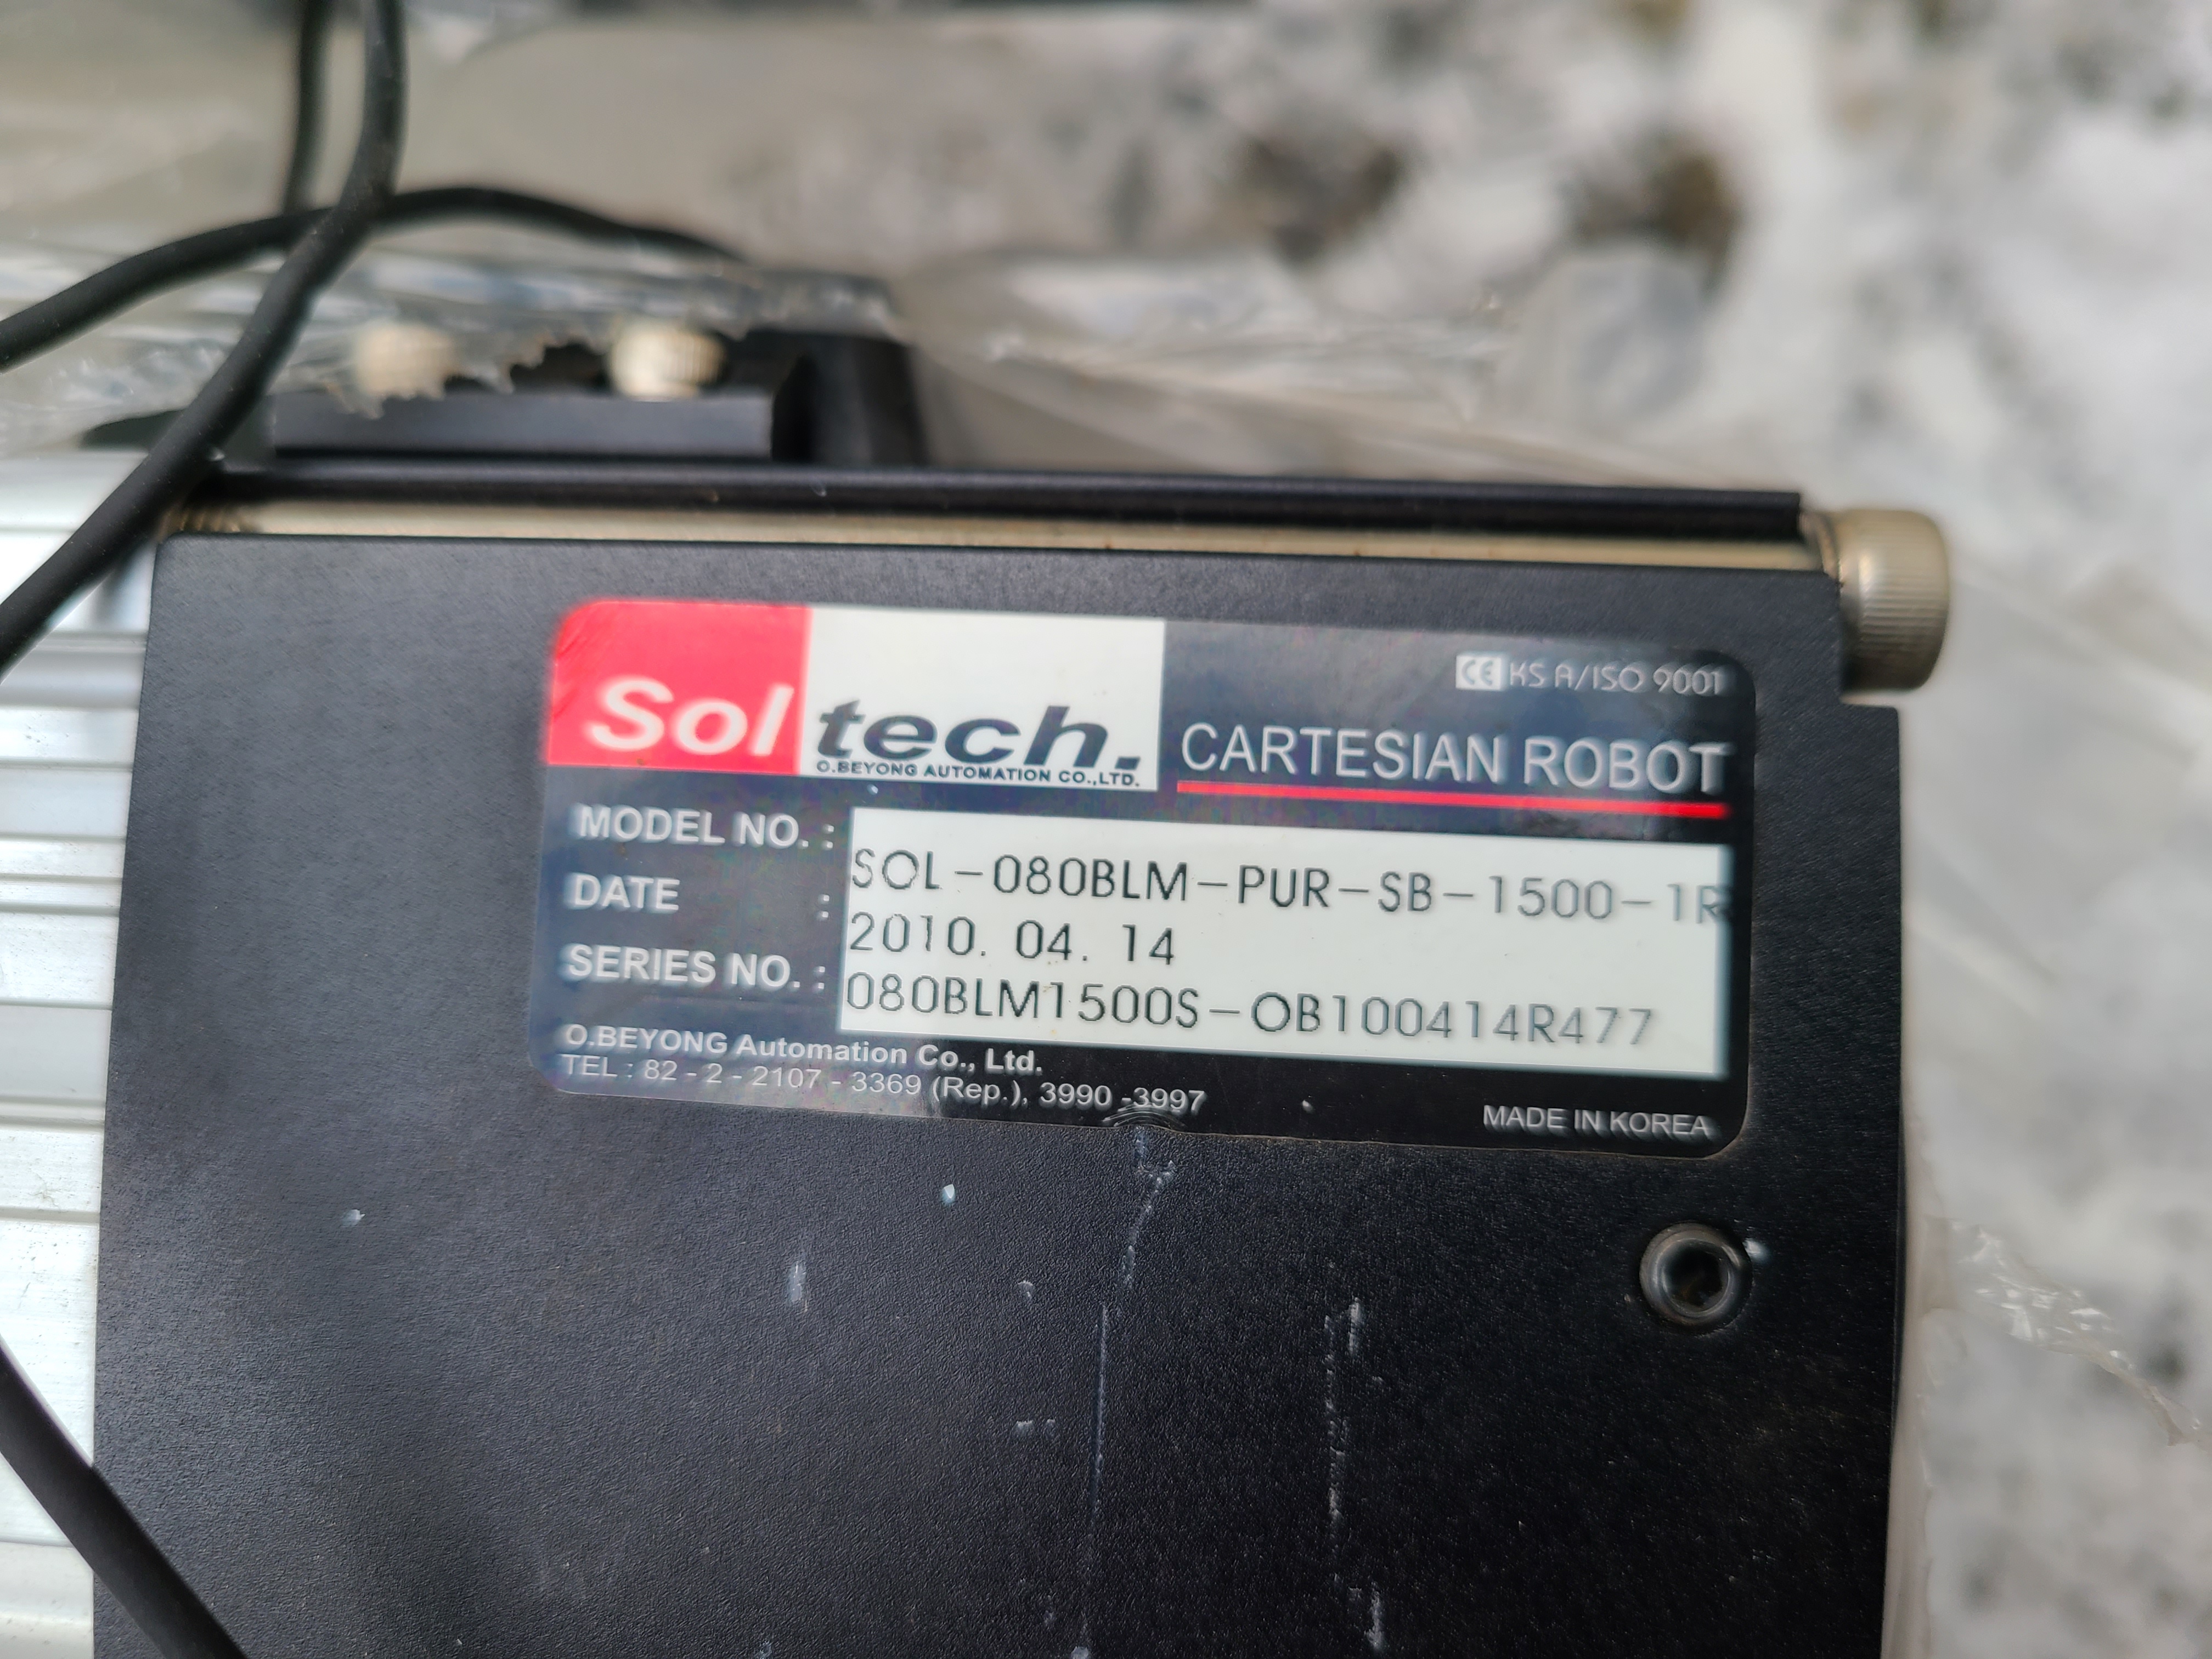 CE KS A/ISO 9001
Sol tech.
O.BEYONG AUTOMATION CO.,LTD.
CARTESIAN ROBOT
MODEL NO. : SOL-080BLM-PUR-SB-1500-1R
DATE : 2010. 04. 14
SERIES NO. : 080BLM1500S-OB100414R477
O.BEYONG Automation Co., Ltd.
TEL : 82 - 2 - 2107 - 3369 (Rep.), 3990 -3997
MADE IN KOREA